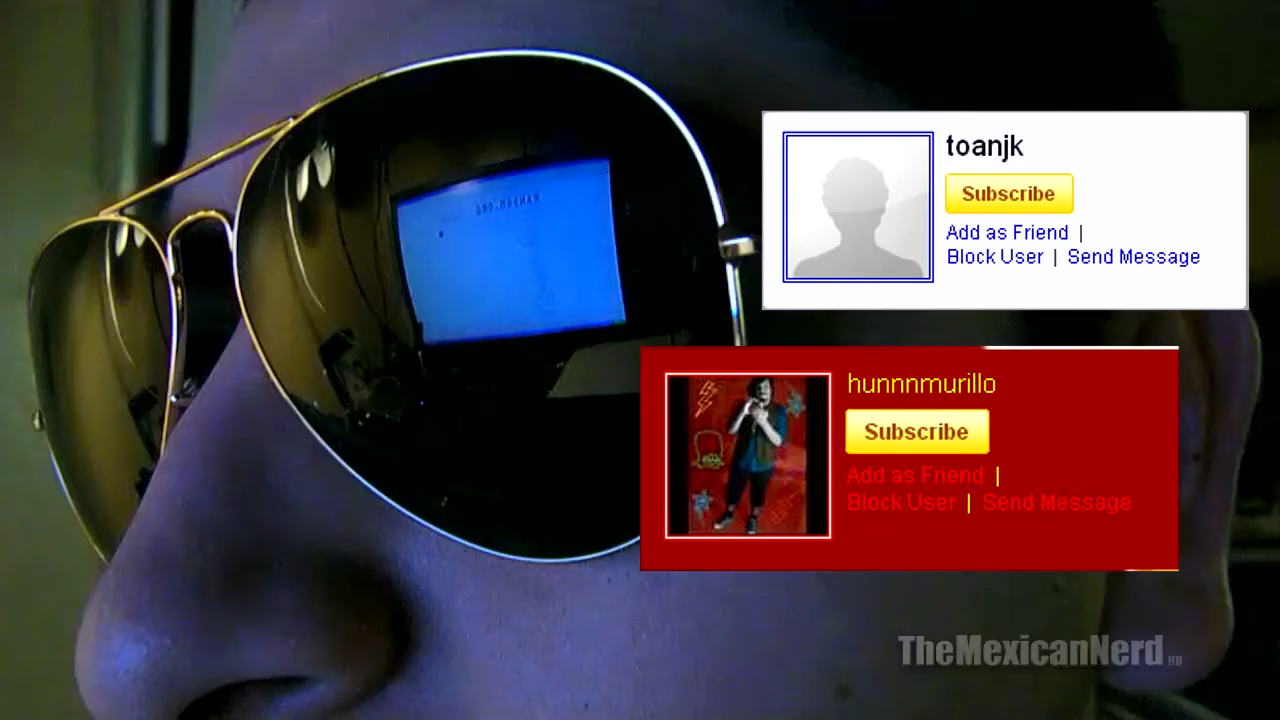 toanjk
Subscribe
Add as Friend |
Block User | Send Message
hunnnmurillo
Subscribe
Add as Friend |
Block User | Send Message
TheMexicanNerd HD